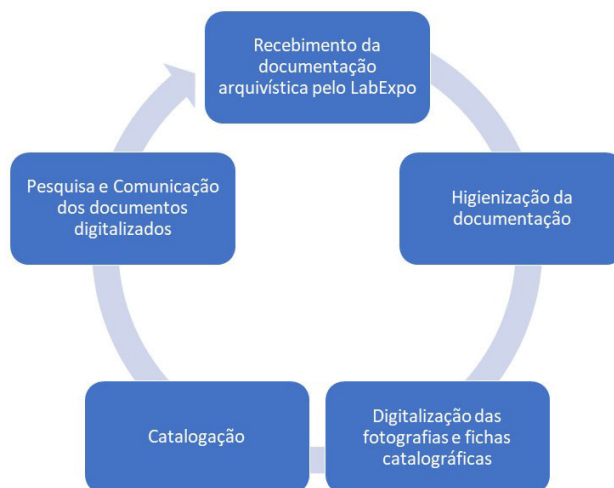 Recebimento da
documentação
arquivística pelo LabExpo
Higienização da
documentação
Digitalização das
fotografias e fichas
catalográficas
Catalogação
Pesquisa e Comunicação
dos documentos
digitalizados